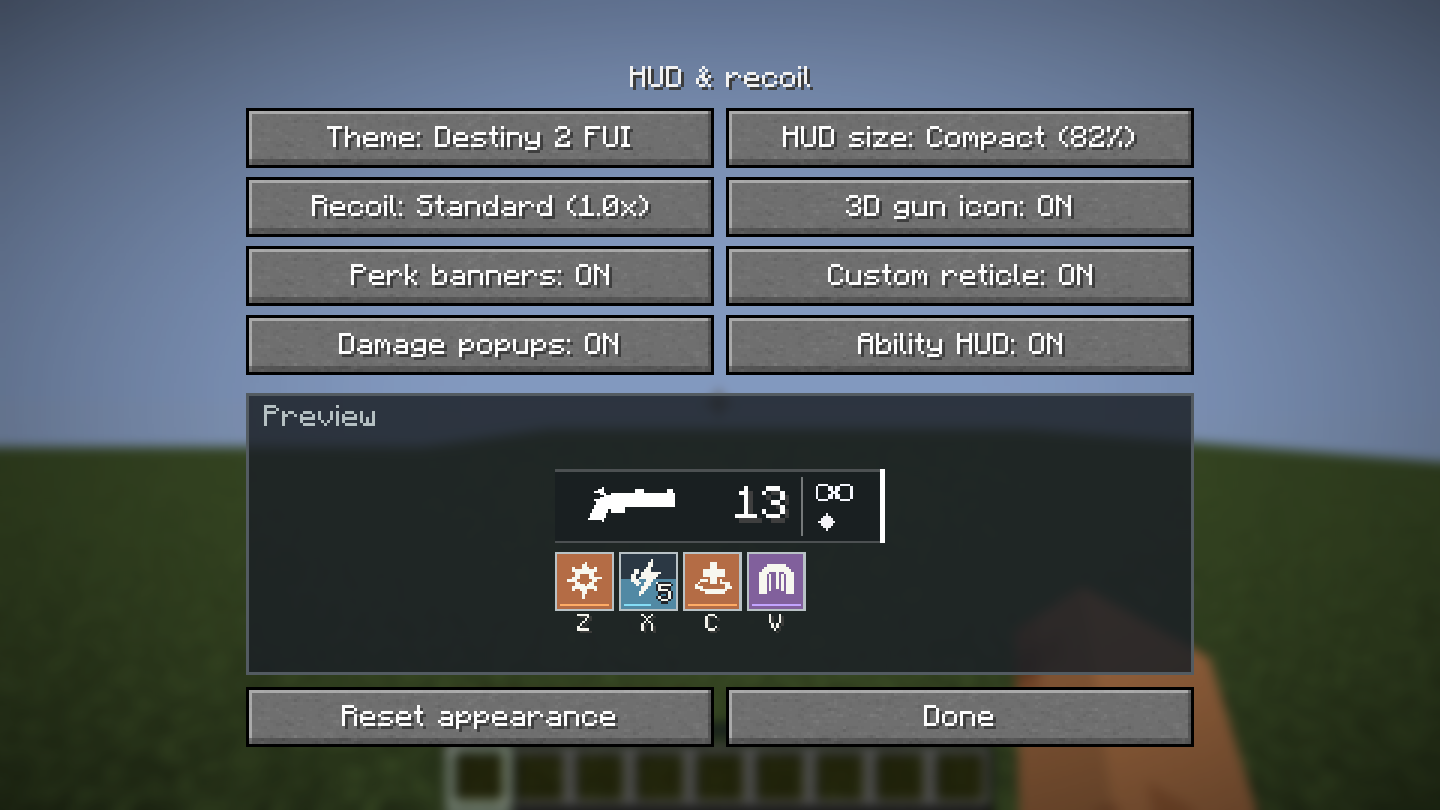 HUD & recoil
Theme: Destiny 2 FUI
HUD size: Compact (82%)
Recoil: Standard (1.0x)
3D gun icon: ON
Perk banners: ON
Custom reticle: ON
Damage popups: ON
Ability HUD: ON
Preview
13
5
Z X C V
Reset appearance
Done